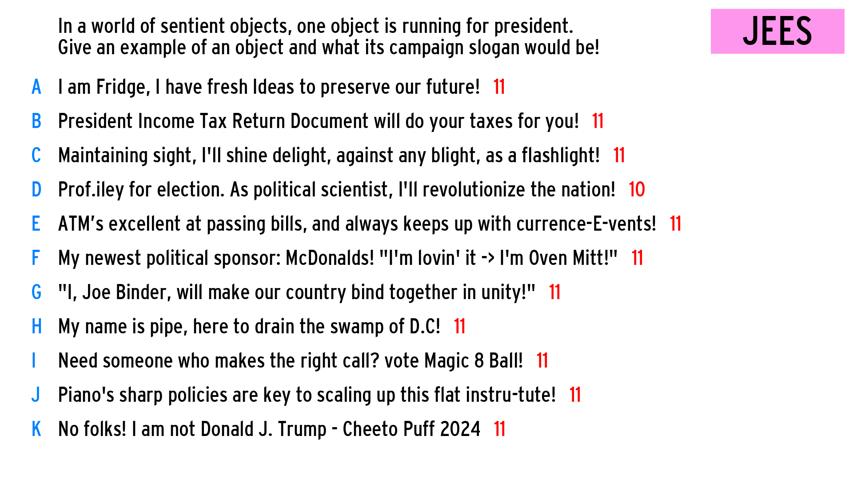 In a world of sentient objects, one object is running for president.
Give an example of an object and what its campaign slogan would be!
JEES
A I am Fridge, I have fresh Ideas to preserve our future! 11
B President Income Tax Return Document will do your taxes for you! 11
C Maintaining sight, I'll shine delight, against any blight, as a flashlight! 11
D Prof.iley for election. As political scientist, I'll revolutionize the nation! 10
E ATM's excellent at passing bills, and always keeps up with currence-E-vents! 11
F My newest political sponsor: McDonalds! "I'm lovin' it -> I'm Oven Mitt!" 11
G "I, Joe Binder, will make our country bind together in unity!" 11
H My name is pipe, here to drain the swamp of D.C! 11
I Need someone who makes the right call? vote Magic 8 Ball! 11
J Piano's sharp policies are key to scaling up this flat instru-tute! 11
K No folks! I am not Donald J. Trump - Cheeto Puff 2024 11